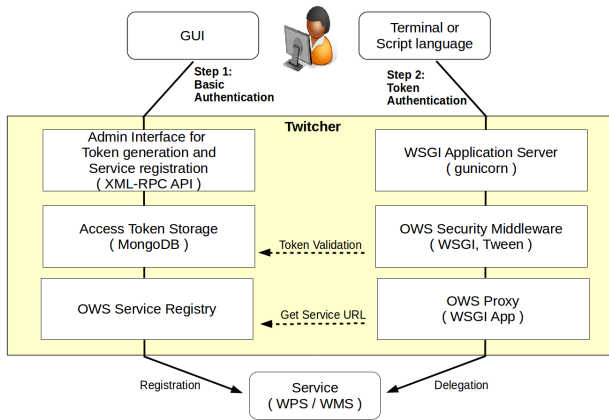 GUI
Terminal or
Script language
Step 1:
Basic
Authentication
Step 2:
Token
Authentication
Twitcher
Admin Interface for
Token generation and
Service registration
( XML-RPC API )
WSGI Application Server
( gunicorn )
Access Token Storage
( MongoDB )
Token Validation
OWS Security Middleware
( WSGI, Tween )
OWS Service Registry
Get Service URL
OWS Proxy
( WSGI App )
Registration
Service
( WPS / WMS )
Delegation